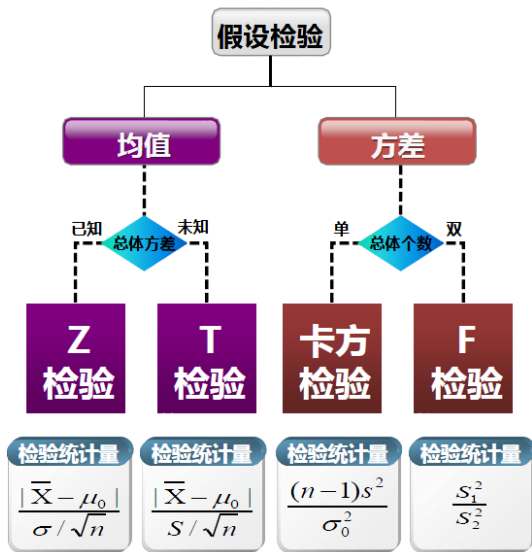 假设检验
均值
方差
已知
总体方差
未知
单
总体个数
双
Z
检验
T
检验
卡方
检验
F
检验
检验统计量
|X̄ − μ₀|
σ / √n
检验统计量
|X̄ − μ₀|
S / √n
检验统计量
(n − 1)s²
σ₀²
检验统计量
S₁²
S₂²